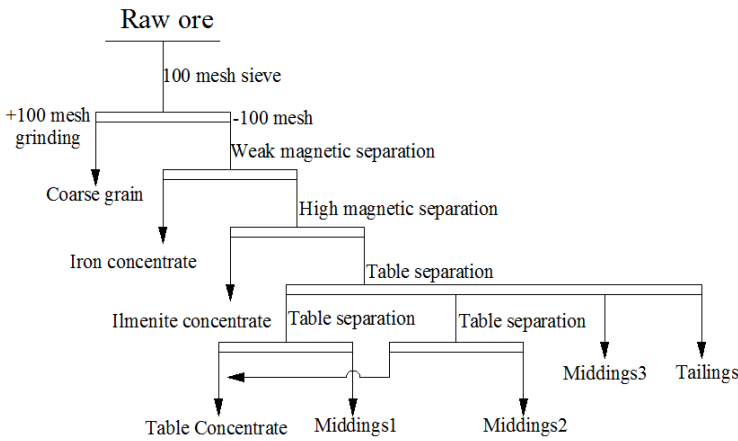 Raw ore
100 mesh sieve
+100 mesh
grinding
-100 mesh
Weak magnetic separation
Coarse grain
High magnetic separation
Iron concentrate
Table separation
Ilmenite concentrate
Table separation
Table separation
Middings3
Tailings
Table Concentrate
Middings1
Middings2